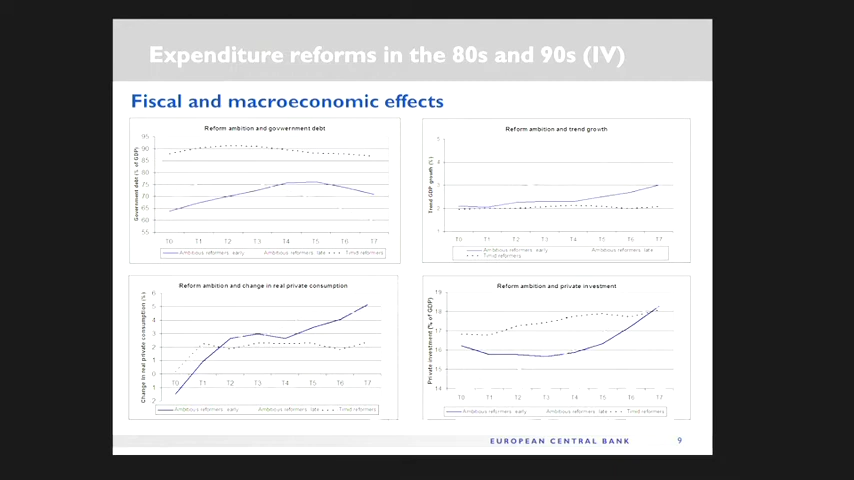 Expenditure reforms in the 80s and 90s (IV)
Fiscal and macroeconomic effects
Reform ambition and govwernment debt
Government debt (% of GDP)
95
90
85
80
75
70
65
60
55
T0 T1 T2 T3 T4 T5 T6 T7
Ambitious reformers early Ambitious reformers late Timid reformers
Reform ambition and trend growth
Trend GDP growth (%)
5
4
3
2
1
T0 T1 T2 T3 T4 T5 T6 T7
Ambitious reformers early Ambitious reformers late
Timid reformers
Reform ambition and change in real private consumption
Change in real private consumption (%)
6
5
4
3
2
1
0
1
2
T0 T1 T2 T3 T4 T5 T6 T7
Ambitious reformers early Ambitious reformers late Timid reformers
Reform ambition and private investment
Private investment (% of GDP)
19
18
17
16
15
14
T0 T1 T2 T3 T4 T5 T6 T7
Ambitious reformers early Ambitious reformers late Timid reformers
EUROPEAN CENTRAL BANK 9